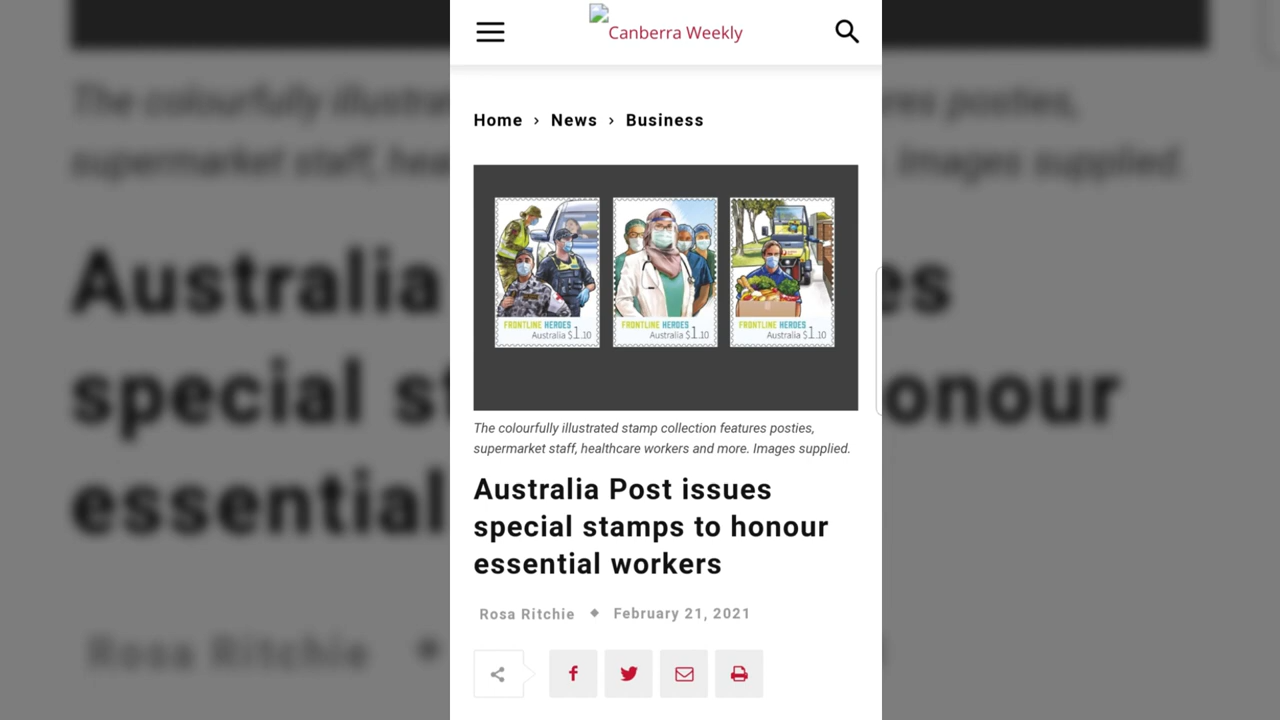 Canberra Weekly
Home › News › Business
FRONTLINE HEROES
Australia $1.10
FRONTLINE HEROES
Australia $1.10
FRONTLINE HEROES
Australia $1.10
The colourfully illustrated stamp collection features posties,
supermarket staff, healthcare workers and more. Images supplied.
Australia Post issues
special stamps to honour
essential workers
Rosa Ritchie ◆ February 21, 2021